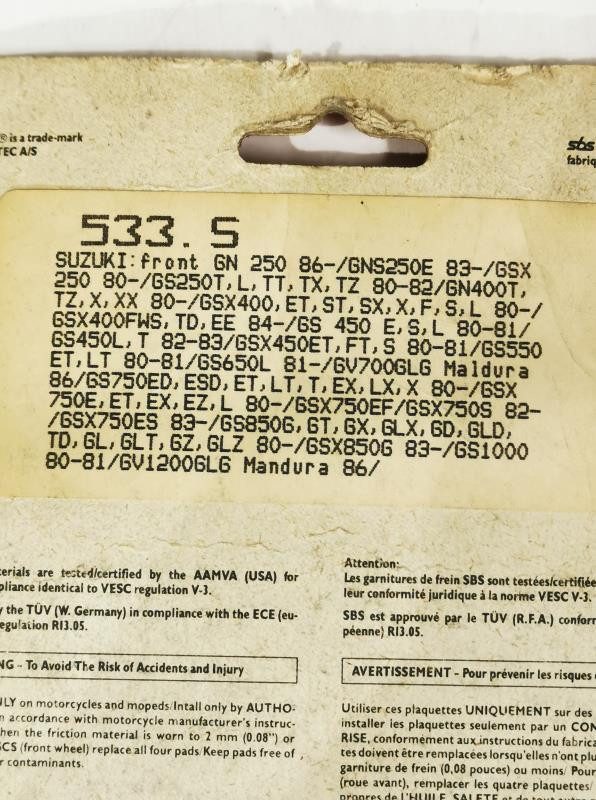 ® is a trade-mark
TEC A/S
sbs
fabriq
533. S
SUZUKI:front GN 250 86-/GNS250E 83-/GSX
250 80-/GS250T,L,TT,TX,TZ 80-82/GN400T,
TZ,X,XX 80-/GSX400,ET,ST,SX,X,F,S,L 80-/
GSX400FWS,TD,EE 84-/GS 450 E,S,L 80-81/
GS450L,T 82-83/GSX450ET,FT,S 80-81/GS550
ET,LT 80-81/GS650L 81-/GV700GLG Maldura
86/GS750ED,ESD,ET,LT,T,EX,LX,X 80-/GSX
750E,ET,EX,EZ,L 80-/GSX750EF/GSX750S 82-
/GSX750ES 83-/GS850G,GT,GX,GLX,GD,GLD,
TD,GL,GLT,GZ,GLZ 80-/GSX850G 83-/GS1000
80-81/GV1200GLG Mandura 86/
terials are tested/certified by the AAMVA (USA) for
pliance identical to VESC regulation V-3.
y the TÜV (W. Germany) in compliance with the ECE (eu-
egulation R13.05.
NG - To Avoid The Risk of Accidents and Injury
LY on motorcycles and mopeds/Intall only by AUTHO-
n accordance with motorcycle manufacturer's instruc-
hen the friction material is worn to 2 mm (0.08") or
SCS (front wheel) replace all four pads/Keep pads free of
r contaminants.
Attention:
Les garnitures de frein SBS sont testées/certifiée
leur conformité juridique à la norme VESC V-3.
SBS est approuvé par le TÜV (R.F.A.) conform
péenne) R13.05.
AVERTISSEMENT - Pour prévenir les risques
Utiliser ces plaquettes UNIQUEMENT sur des
installer les plaquettes seulement par un CON
RISE, conformément aux instructions du fabrica
tes doivent être remplacées lorsqu'elles n'ont plu
garniture de frein (0,08 pouces) ou moins/ Pour
(roue avant), remplacer les quatre plaquettes/
propres de l'HUILE, SALETE et de tout autre